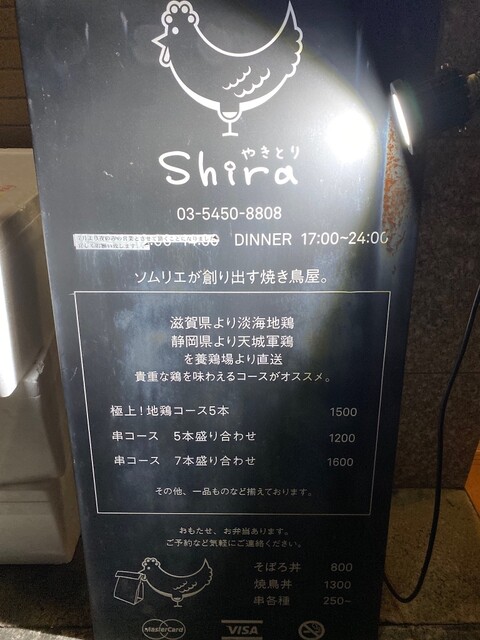 やきとり
Shira
03-5450-8808
DINNER 17:00~24:00
ソムリエが創り出す焼き鳥屋。
滋賀県より淡海地鶏
静岡県より天城軍鶏
を養鶏場より直送
貴重な鶏を味わえるコースがオススメ。
極上!地鶏コース5本 1500
串コース 5本盛り合わせ 1200
串コース 7本盛り合わせ 1600
その他、一品ものなど揃えております。
おもたせ、お弁当あります。
ご予約など気軽にご連絡ください。
そぼろ丼 800
焼鳥丼 1300
串各種 250~
MasterCard VISA